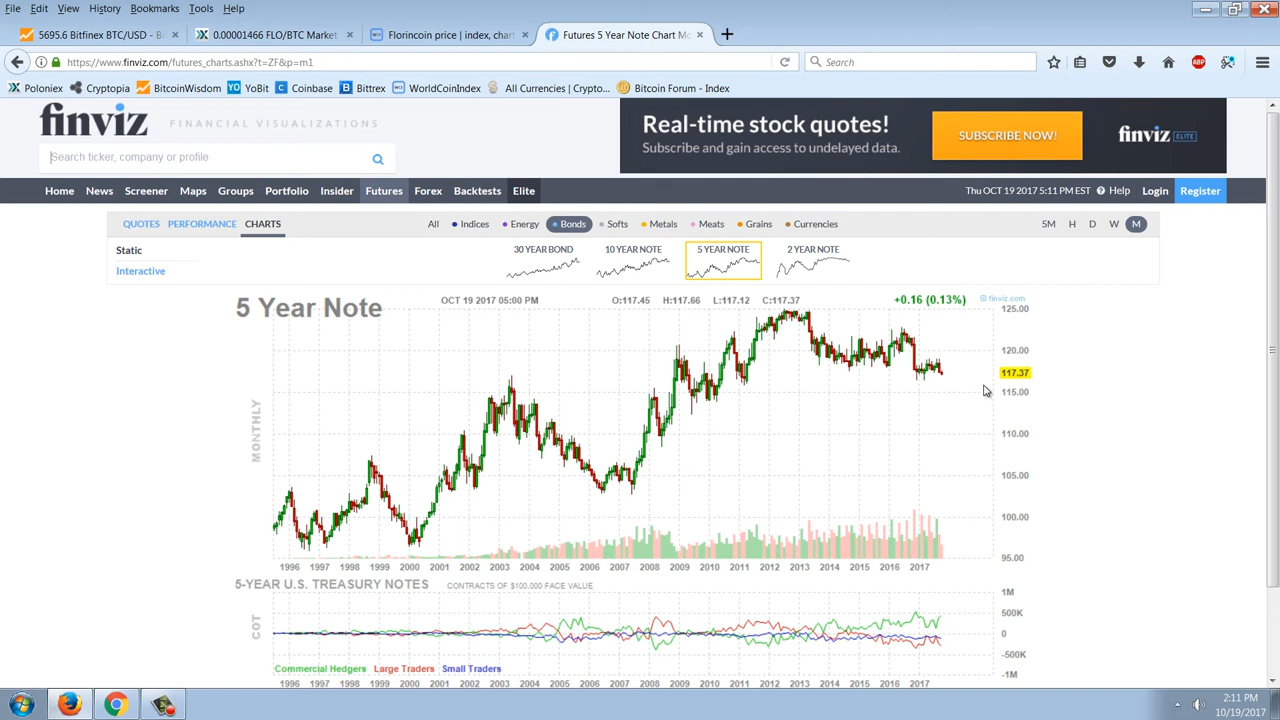 File Edit View History Bookmarks Tools Help
5695.6 Bitfinex BTC/USD - Bi × 0.00001466 FLO/BTC Market × Florincoin price | index, chart × Futures 5 Year Note Chart Mo ×
https://www.finviz.com/futures_charts.ashx?t=ZF&p=m1 Search ABP
Poloniex Cryptopia BitcoinWisdom YO YoBit Coinbase B Bittrex WorldCoinIndex All Currencies | Crypto... Bitcoin Forum - Index
finviz FINANCIAL VISUALIZATIONS
Real-time stock quotes!
Subscribe and gain access to undelayed data.
SUBSCRIBE NOW!
finviz ELITE
Search ticker, company or profile
Home News Screener Maps Groups Portfolio Insider Futures Forex Backtests Elite Thu OCT 19 2017 5:11 PM EST Help Login Register
QUOTES PERFORMANCE CHARTS All Indices Energy Bonds Softs Metals Meats Grains Currencies 5M H D W M
Static
Interactive
30 YEAR BOND 10 YEAR NOTE 5 YEAR NOTE 2 YEAR NOTE
5 Year Note OCT 19 2017 05:00 PM O:117.45 H:117.66 L:117.12 C:117.37 +0.16 (0.13%) © finviz.com
125.00
120.00
117.37
115.00
110.00
105.00
100.00
95.00
MONTHLY
1996 1997 1998 1999 2000 2001 2002 2003 2004 2005 2006 2007 2008 2009 2010 2011 2012 2013 2014 2015 2016 2017
5-YEAR U.S. TREASURY NOTES CONTRACTS OF $100,000 FACE VALUE
1M
500K
0
-500K
-1M
COT
Commercial Hedgers Large Traders Small Traders
1996 1997 1998 1999 2000 2001 2002 2003 2004 2005 2006 2007 2008 2009 2010 2011 2012 2013 2014 2015 2016 2017
2:11 PM
10/19/2017